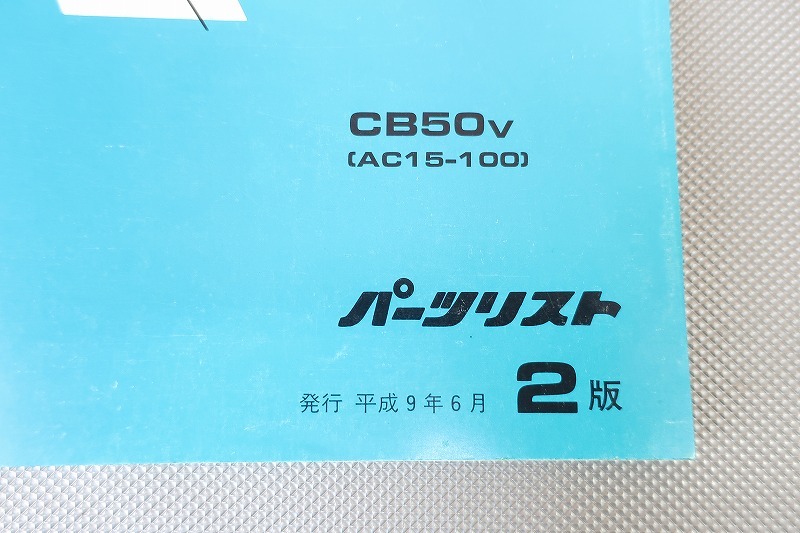 CB50V
(AC15-100)
パーツリスト
発行 平成9年6月 2版